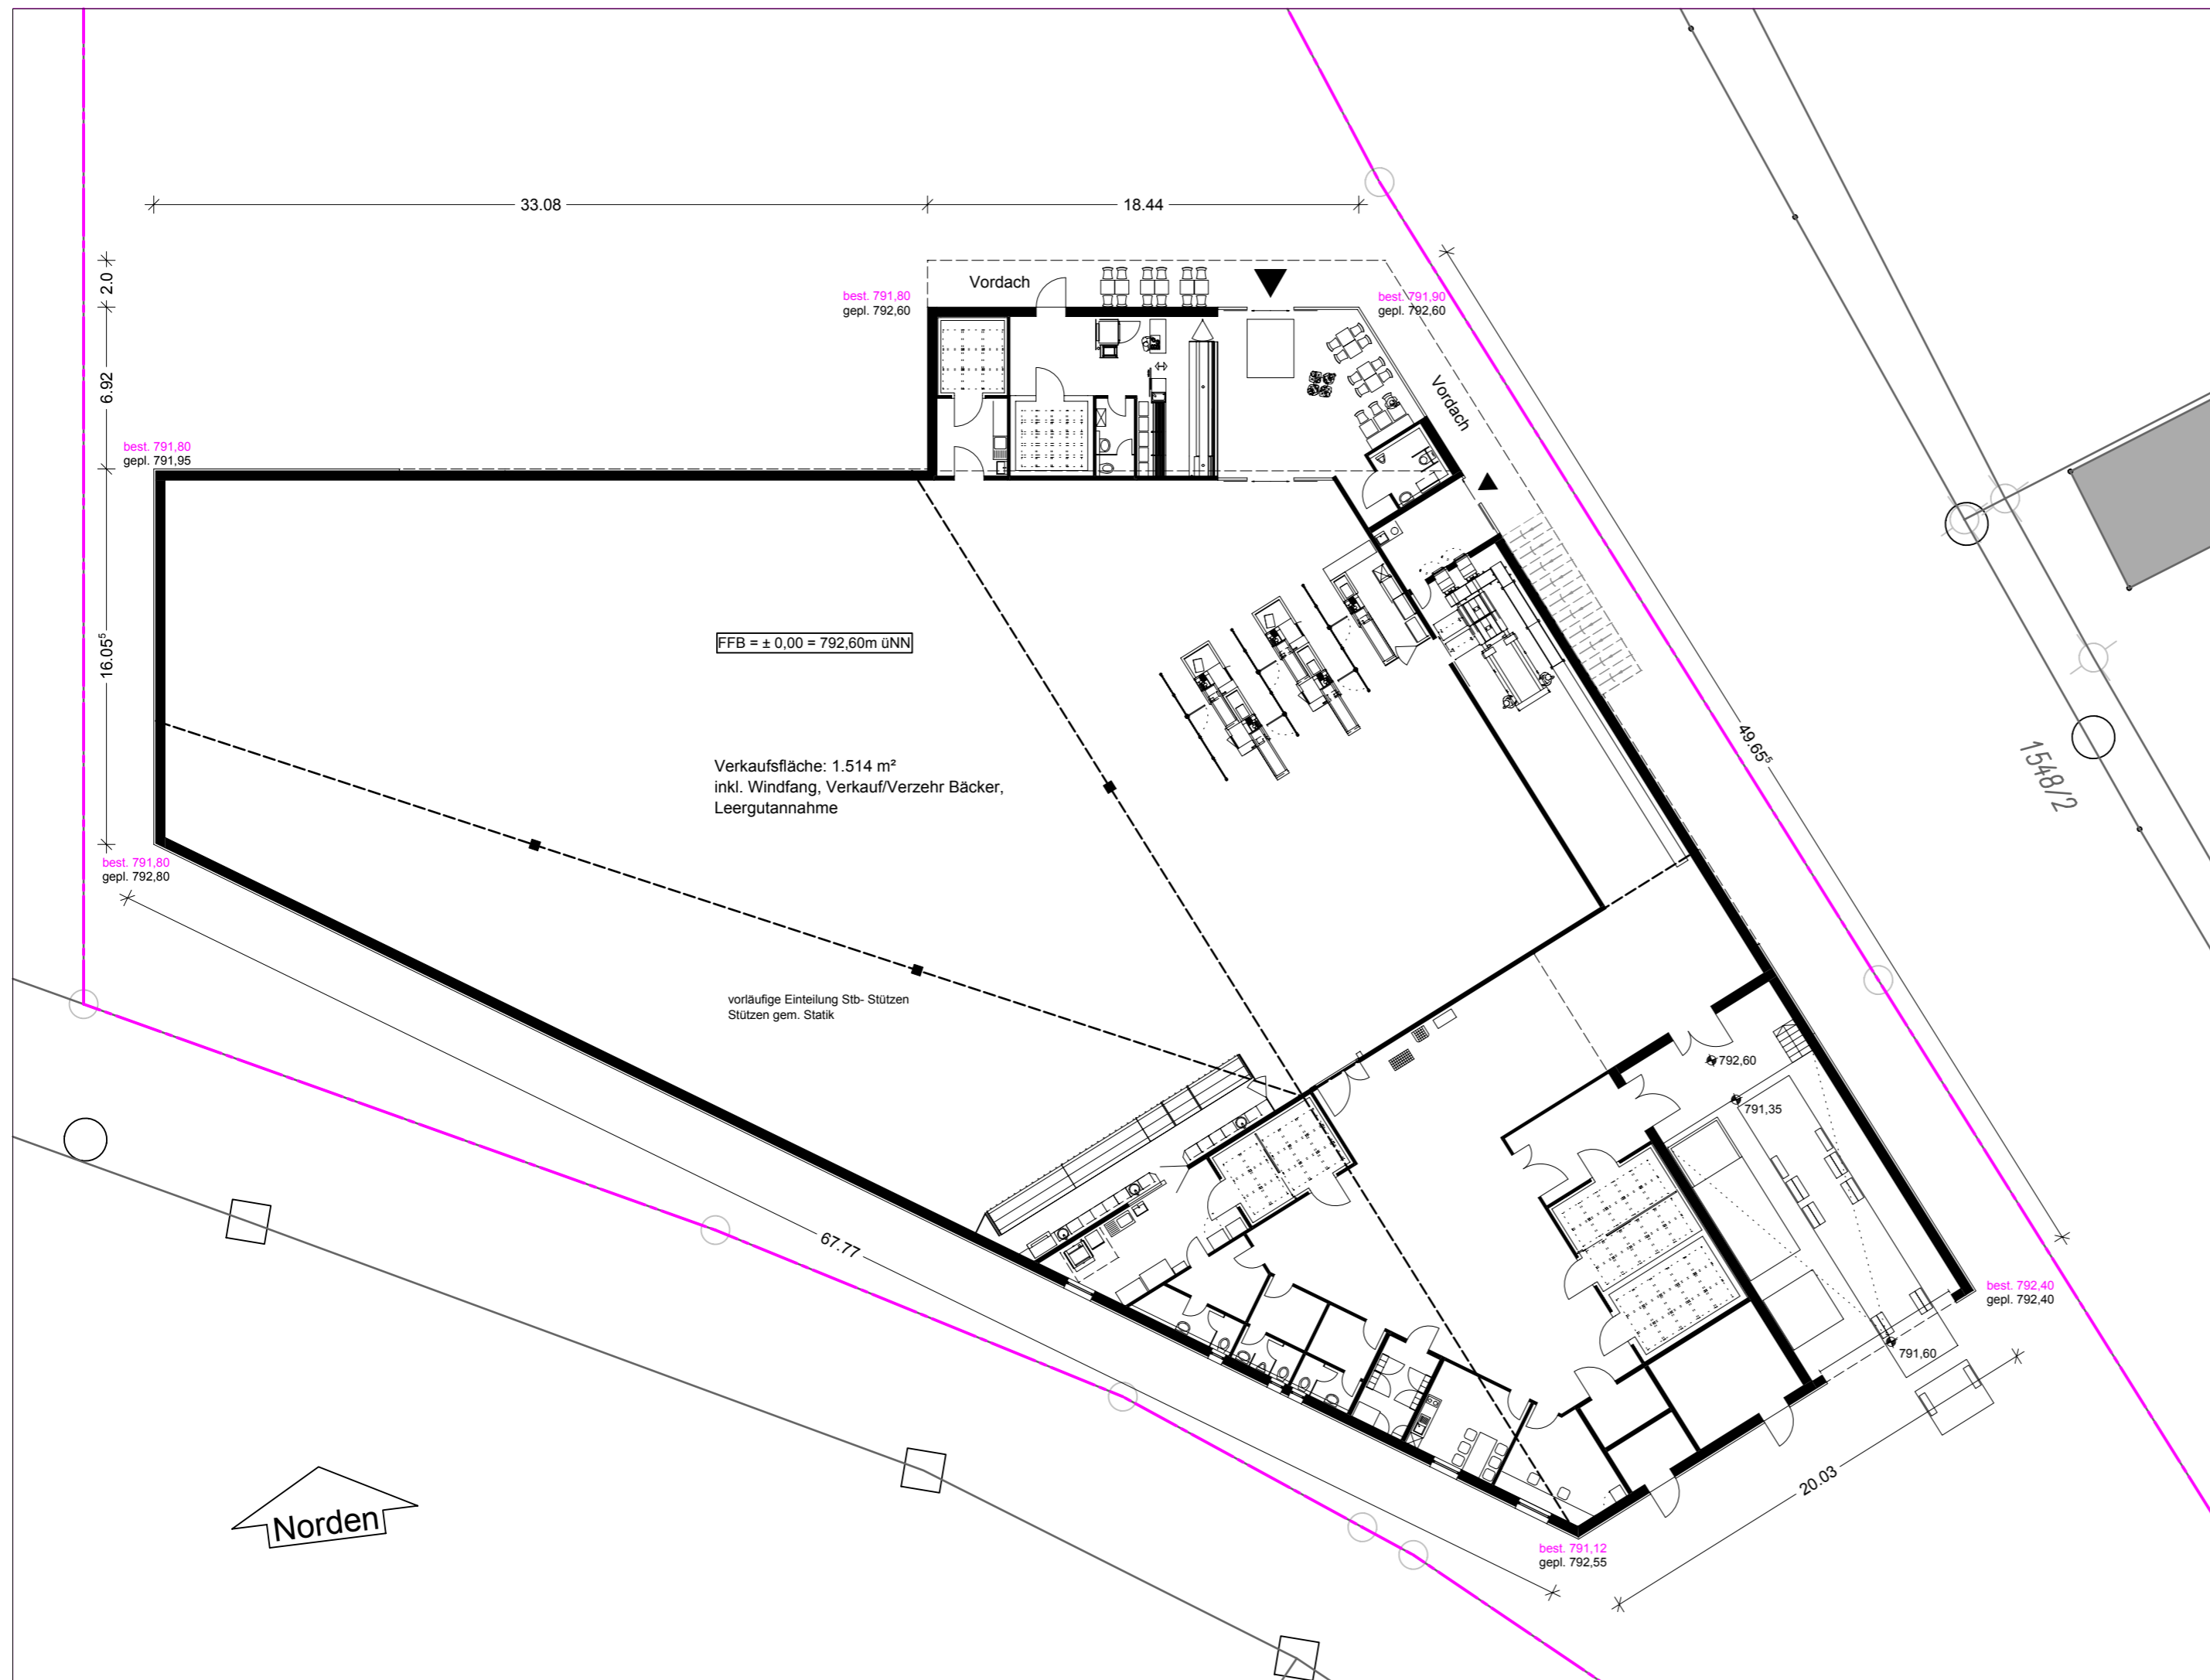 33.08
18.44
2.0
6.92
16.05⁵
Vordach
best. 791,80
gepl. 792,60
best. 791,90
gepl. 792,60
Vordach
best. 791,80
gepl. 791,95
FFB = ± 0,00 = 792,60m üNN
Verkaufsfläche: 1.514 m²
inkl. Windfang, Verkauf/Verzehr Bäcker,
Leergutannahme
49.65⁵
1548/2
best. 791,80
gepl. 792,80
vorläufige Einteilung Stb- Stützen
Stützen gem. Statik
792,60
791,35
67.77
best. 792,40
gepl. 792,40
791,60
20.03
Norden
best. 791,12
gepl. 792,55